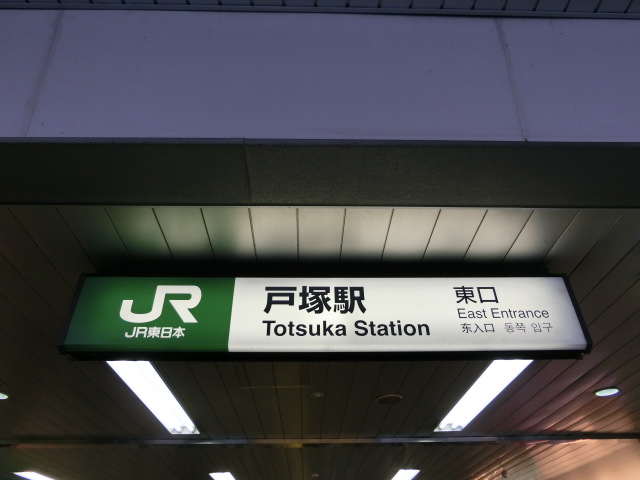 JR
JR東日本
戸塚駅
Totsuka Station
東口
East Entrance
东入口 동쪽 입구